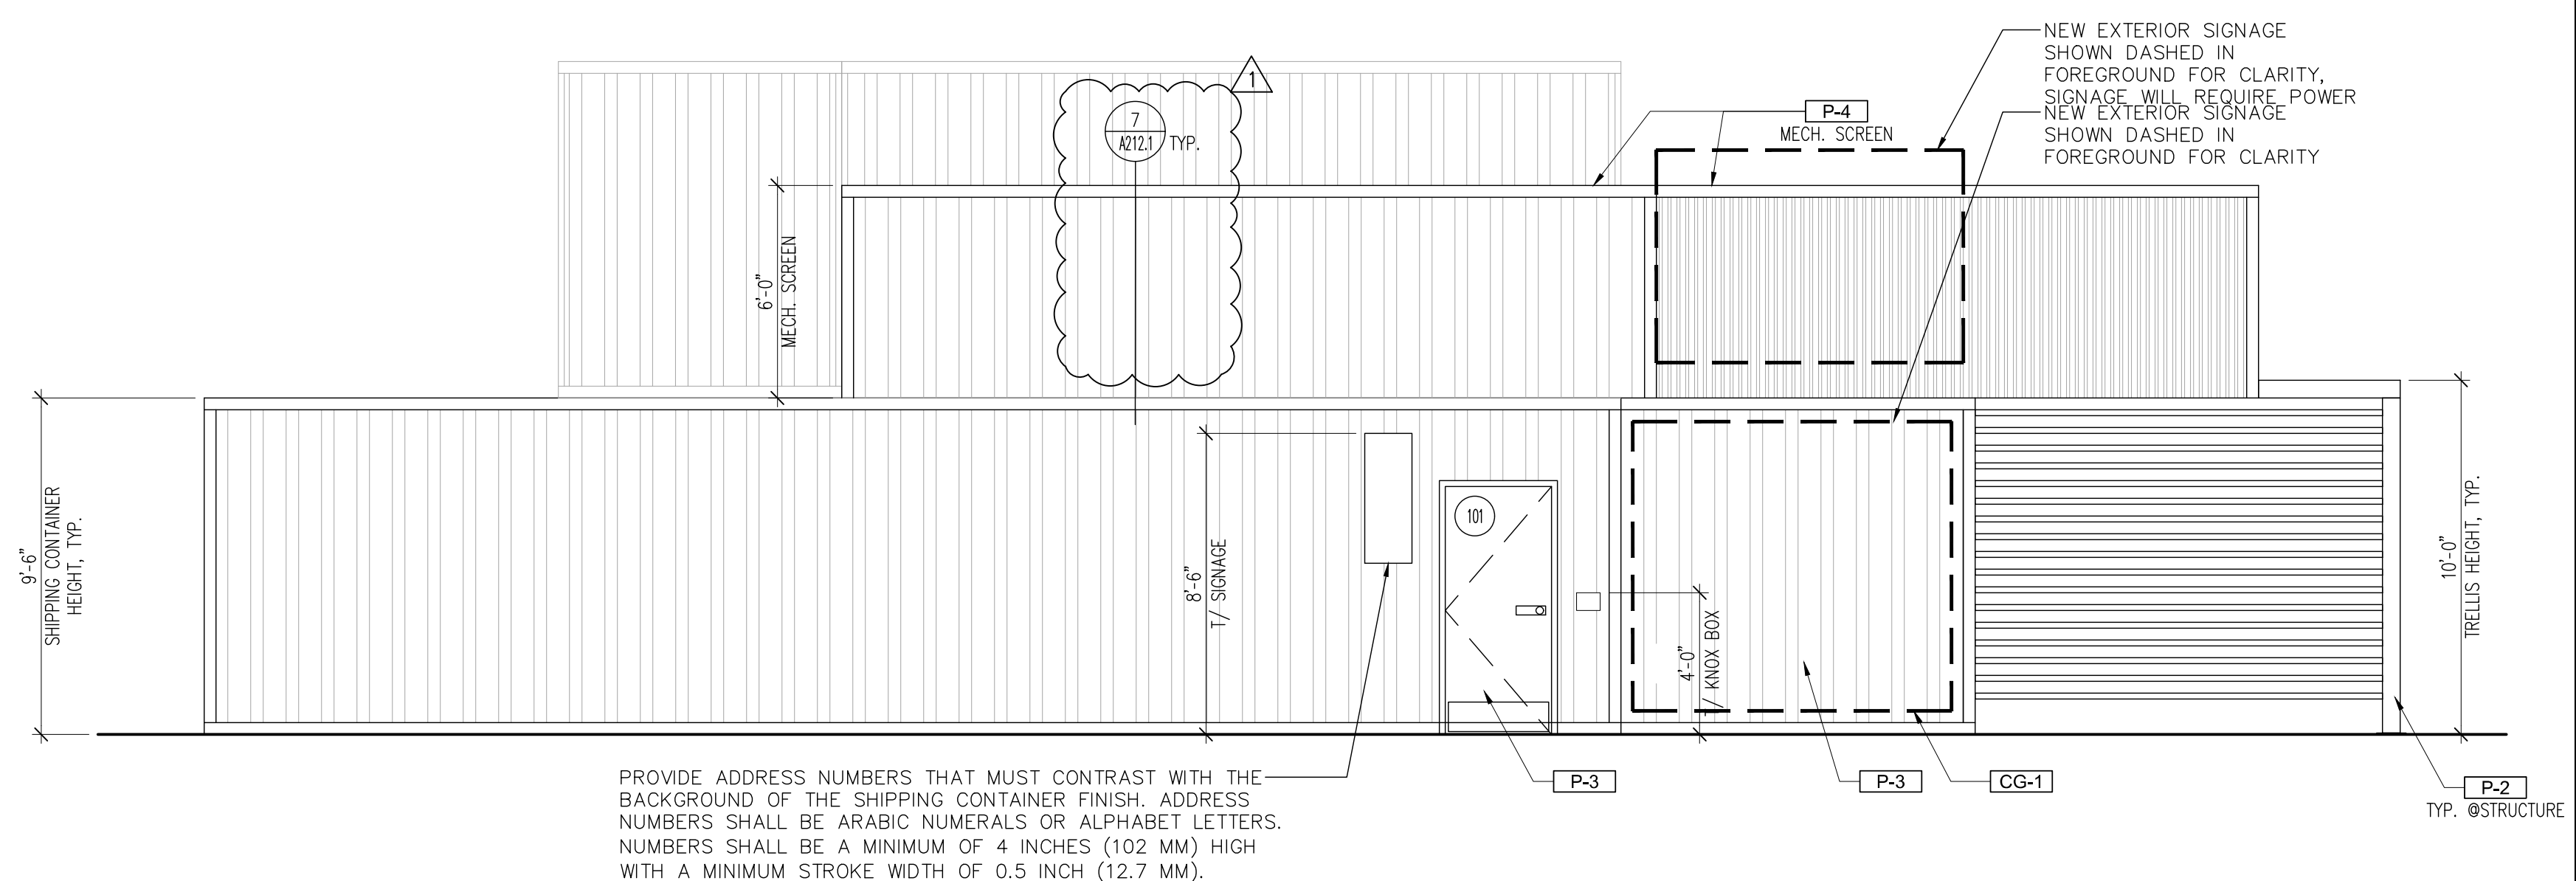 NEW EXTERIOR SIGNAGE
SHOWN DASHED IN
FOREGROUND FOR CLARITY,
SIGNAGE WILL REQUIRE POWER
NEW EXTERIOR SIGNAGE
SHOWN DASHED IN
FOREGROUND FOR CLARITY
1
7
A212.1
TYP.
P-4
MECH. SCREEN
6'-0"
MECH. SCREEN
9'-6"
SHIPPING CONTAINER
HEIGHT, TYP.
8'-6"
T/ SIGNAGE
101
4'-0"
T/ KNOX BOX
10'-0"
TRELLIS HEIGHT, TYP.
PROVIDE ADDRESS NUMBERS THAT MUST CONTRAST WITH THE
BACKGROUND OF THE SHIPPING CONTAINER FINISH. ADDRESS
NUMBERS SHALL BE ARABIC NUMERALS OR ALPHABET LETTERS.
NUMBERS SHALL BE A MINIMUM OF 4 INCHES (102 MM) HIGH
WITH A MINIMUM STROKE WIDTH OF 0.5 INCH (12.7 MM).
P-3
P-3
CG-1
P-2
TYP. @STRUCTURE